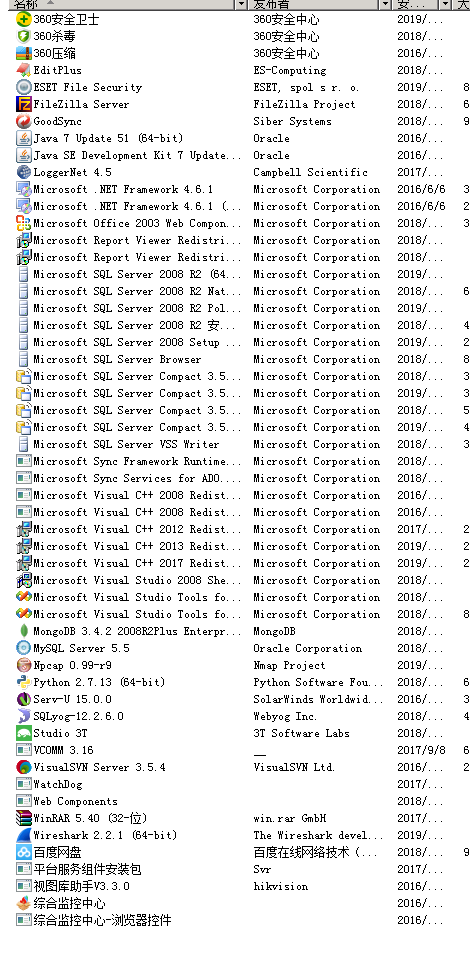 名称 发布者 安... 大
360安全卫士 360安全中心 2019/...
360杀毒 360安全中心 2018/...
360压缩 360安全中心 2016/...
EditPlus ES-Computing 2018/...
ESET File Security ESET, spol s r. o. 2019/... 8
FileZilla Server FileZilla Project 2018/... 6
GoodSync Siber Systems 2018/... 9
Java 7 Update 51 (64-bit) Oracle 2016/...
Java SE Development Kit 7 Update... Oracle 2016/...
LoggerNet 4.5 Campbell Scientific 2017/...
Microsoft .NET Framework 4.6.1 Microsoft Corporation 2016/6/6 3
Microsoft .NET Framework 4.6.1 (... Microsoft Corporation 2016/6/6 2
Microsoft Office 2003 Web Compon... Microsoft Corporation 2018/... 3
Microsoft Report Viewer Redistri... Microsoft Corporation 2018/...
Microsoft Report Viewer Redistri... Microsoft Corporation 2018/...
Microsoft SQL Server 2008 R2 (64... Microsoft Corporation 2019/...
Microsoft SQL Server 2008 R2 Nat... Microsoft Corporation 2018/... 6
Microsoft SQL Server 2008 R2 Pol... Microsoft Corporation 2019/...
Microsoft SQL Server 2008 R2 安... Microsoft Corporation 2018/... 4
Microsoft SQL Server 2008 Setup ... Microsoft Corporation 2019/... 2
Microsoft SQL Server Browser Microsoft Corporation 2018/... 8
Microsoft SQL Server Compact 3.5... Microsoft Corporation 2018/... 3
Microsoft SQL Server Compact 3.5... Microsoft Corporation 2019/... 3
Microsoft SQL Server Compact 3.5... Microsoft Corporation 2018/... 5
Microsoft SQL Server Compact 3.5... Microsoft Corporation 2019/... 4
Microsoft SQL Server VSS Writer Microsoft Corporation 2018/... 3
Microsoft Sync Framework Runtime... Microsoft Corporation 2018/...
Microsoft Sync Services for ADO.... Microsoft Corporation 2018/...
Microsoft Visual C++ 2008 Redist... Microsoft Corporation 2016/...
Microsoft Visual C++ 2008 Redist... Microsoft Corporation 2016/...
Microsoft Visual C++ 2012 Redist... Microsoft Corporation 2017/... 2
Microsoft Visual C++ 2013 Redist... Microsoft Corporation 2019/... 2
Microsoft Visual C++ 2017 Redist... Microsoft Corporation 2019/... 2
Microsoft Visual Studio 2008 She... Microsoft Corporation 2018/...
Microsoft Visual Studio Tools fo... Microsoft Corporation 2018/...
Microsoft Visual Studio Tools fo... Microsoft Corporation 2018/... 8
MongoDB 3.4.2 2008R2Plus Enterpr... MongoDB 2018/...
MySQL Server 5.5 Oracle Corporation 2018/...
Npcap 0.99-r9 Nmap Project 2019/...
Python 2.7.13 (64-bit) Python Software Fou... 2018/... 6
Serv-U 15.0.0 SolarWinds Worldwid... 2016/... 3
SQLyog-12.2.6.0 Webyog Inc. 2018/... 4
Studio 3T 3T Software Labs 2018/...
VCOMM 3.16 __ 2017/9/8 6
VisualSVN Server 3.5.4 VisualSVN Ltd. 2016/... 2
WatchDog 2017/...
Web Components 2018/...
WinRAR 5.40 (32-位) win.rar GmbH 2017/...
Wireshark 2.2.1 (64-bit) The Wireshark devel... 2019/...
百度网盘 百度在线网络技术（... 2018/... 9
平台服务组件安装包 Svr 2017/...
视图库助手V3.3.0 hikvision 2016/...
综合监控中心 2016/...
综合监控中心-浏览器控件 2016/...